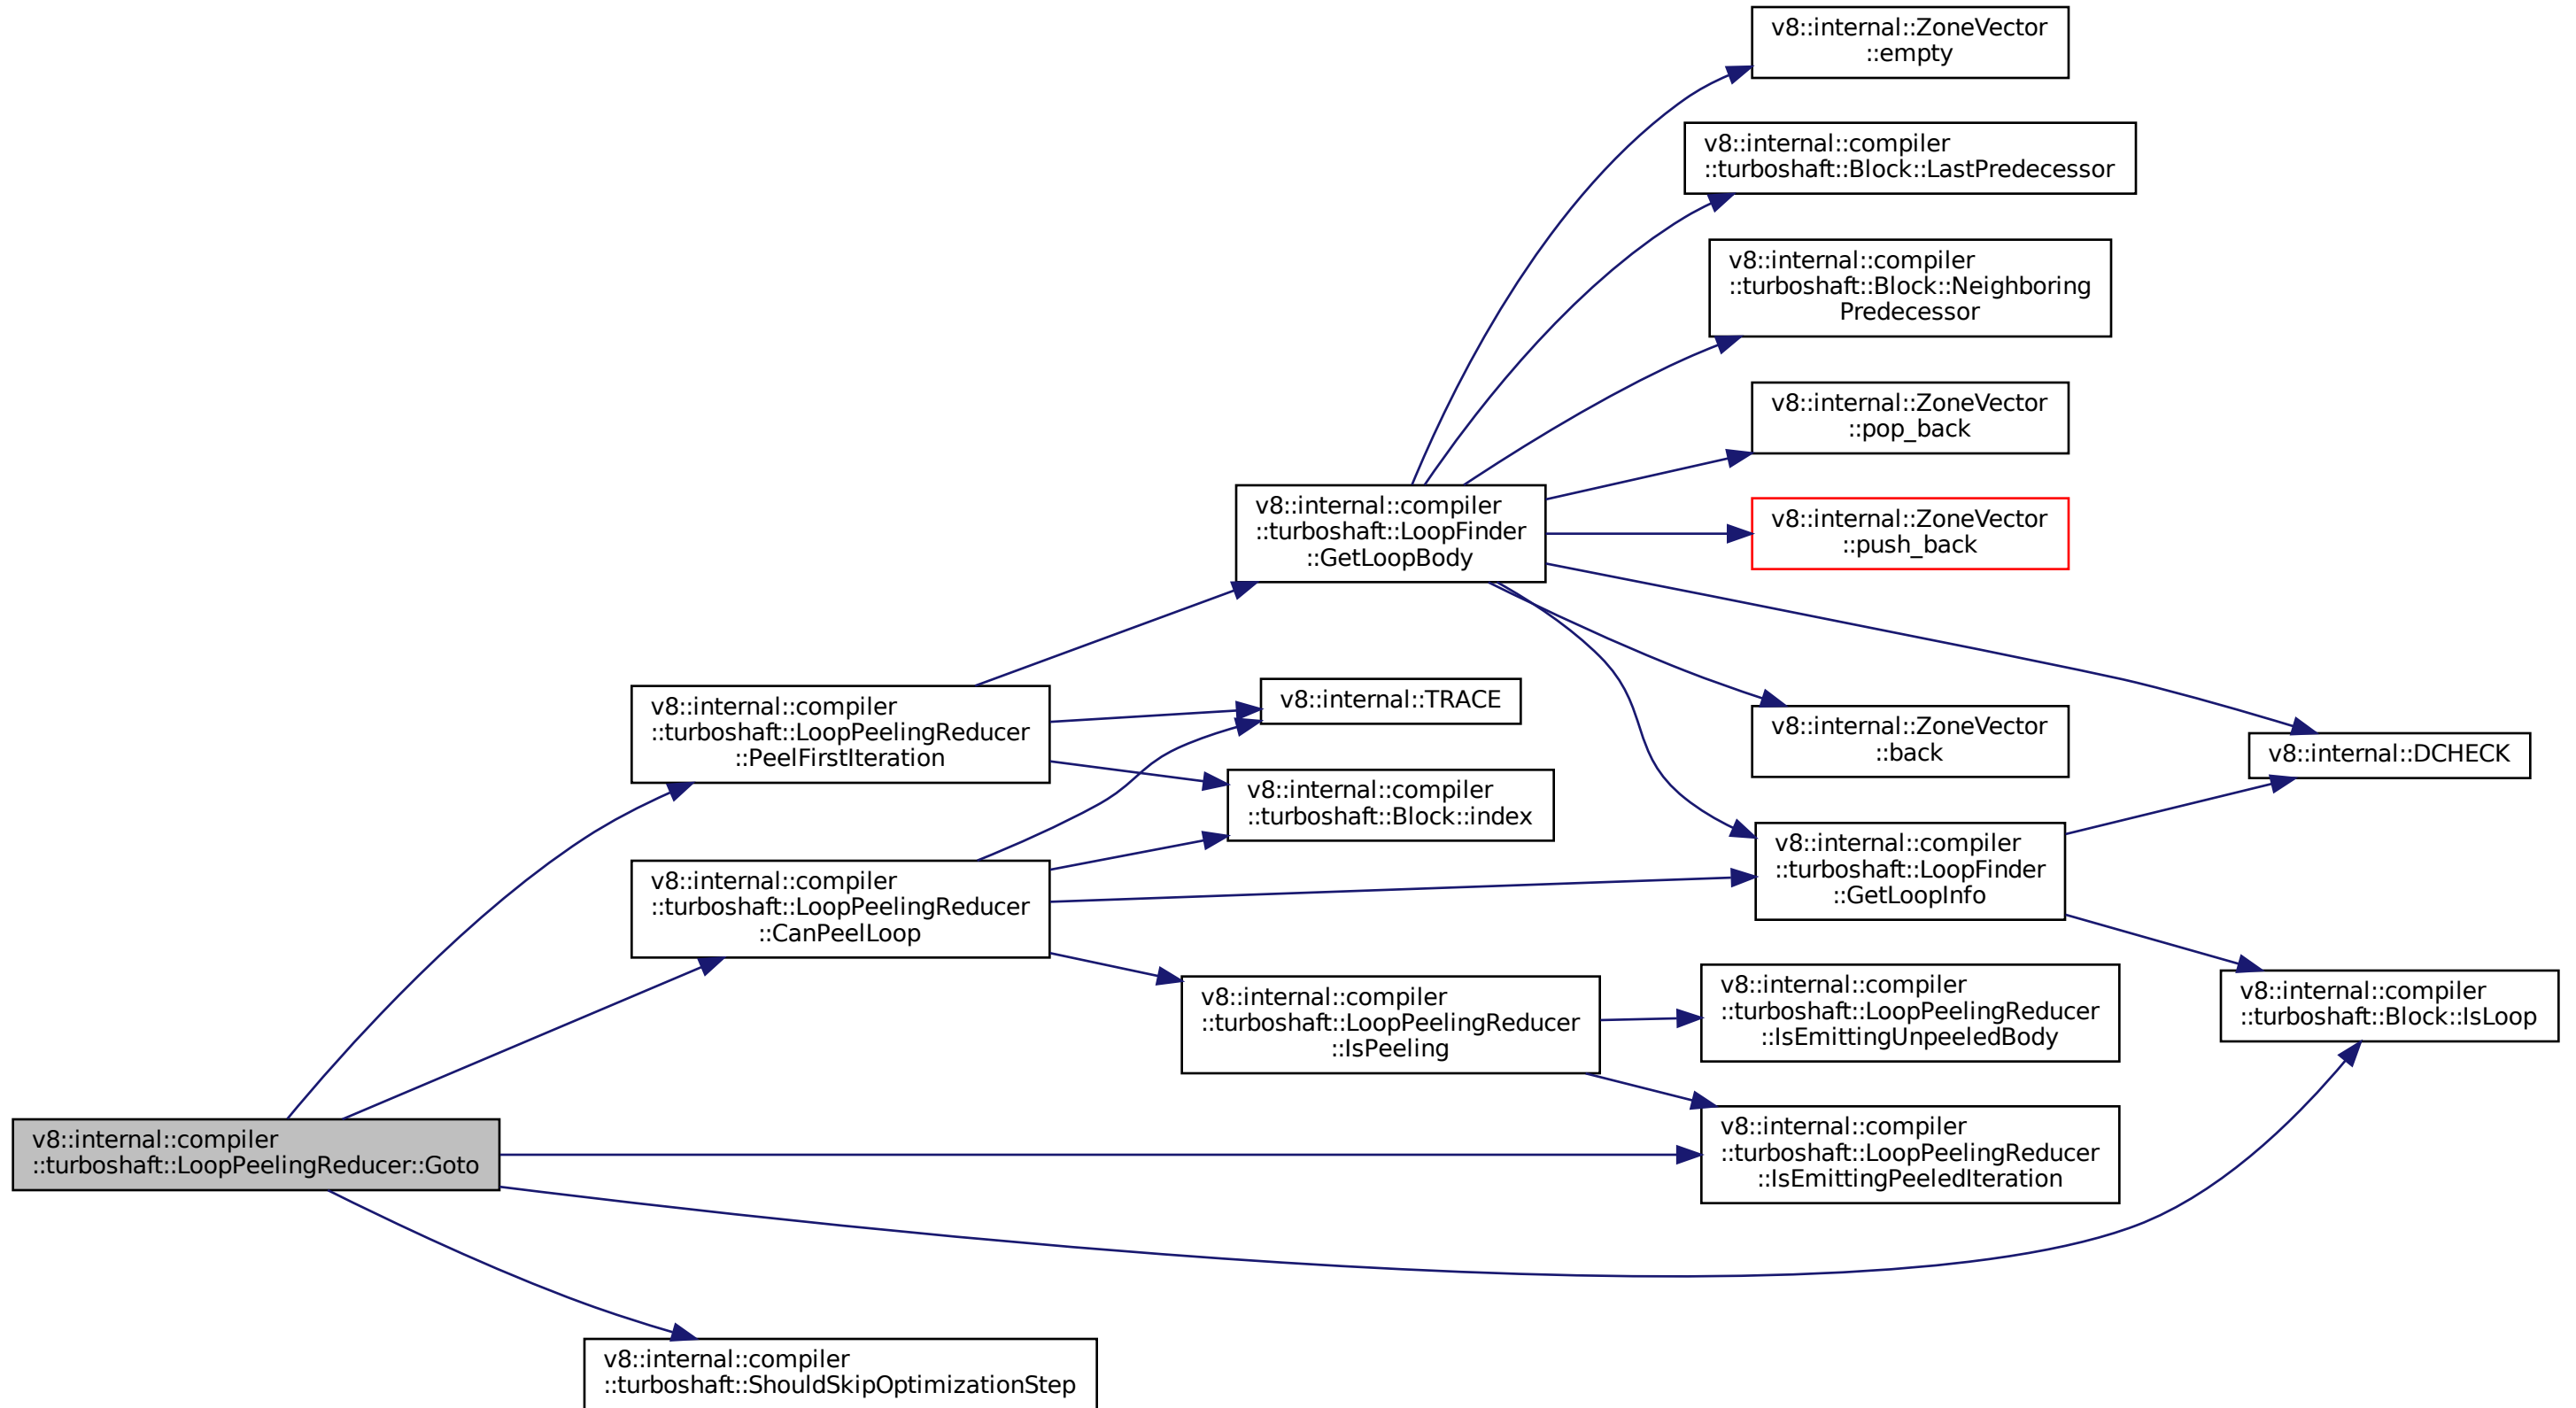 v8::internal::ZoneVector
::empty
v8::internal::compiler
::turboshaft::Block::LastPredecessor
v8::internal::compiler
::turboshaft::Block::Neighboring
Predecessor
v8::internal::ZoneVector
::pop_back
v8::internal::compiler
::turboshaft::LoopFinder
::GetLoopBody
v8::internal::ZoneVector
::push_back
v8::internal::compiler
::turboshaft::LoopPeelingReducer
::PeelFirstIteration
v8::internal::TRACE
v8::internal::ZoneVector
::back
v8::internal::DCHECK
v8::internal::compiler
::turboshaft::Block::index
v8::internal::compiler
::turboshaft::LoopFinder
::GetLoopInfo
v8::internal::compiler
::turboshaft::LoopPeelingReducer
::CanPeelLoop
v8::internal::compiler
::turboshaft::LoopPeelingReducer
::IsPeeling
v8::internal::compiler
::turboshaft::LoopPeelingReducer
::IsEmittingUnpeeledBody
v8::internal::compiler
::turboshaft::Block::IsLoop
v8::internal::compiler
::turboshaft::LoopPeelingReducer
::IsEmittingPeeledIteration
v8::internal::compiler
::turboshaft::LoopPeelingReducer::Goto
v8::internal::compiler
::turboshaft::ShouldSkipOptimizationStep